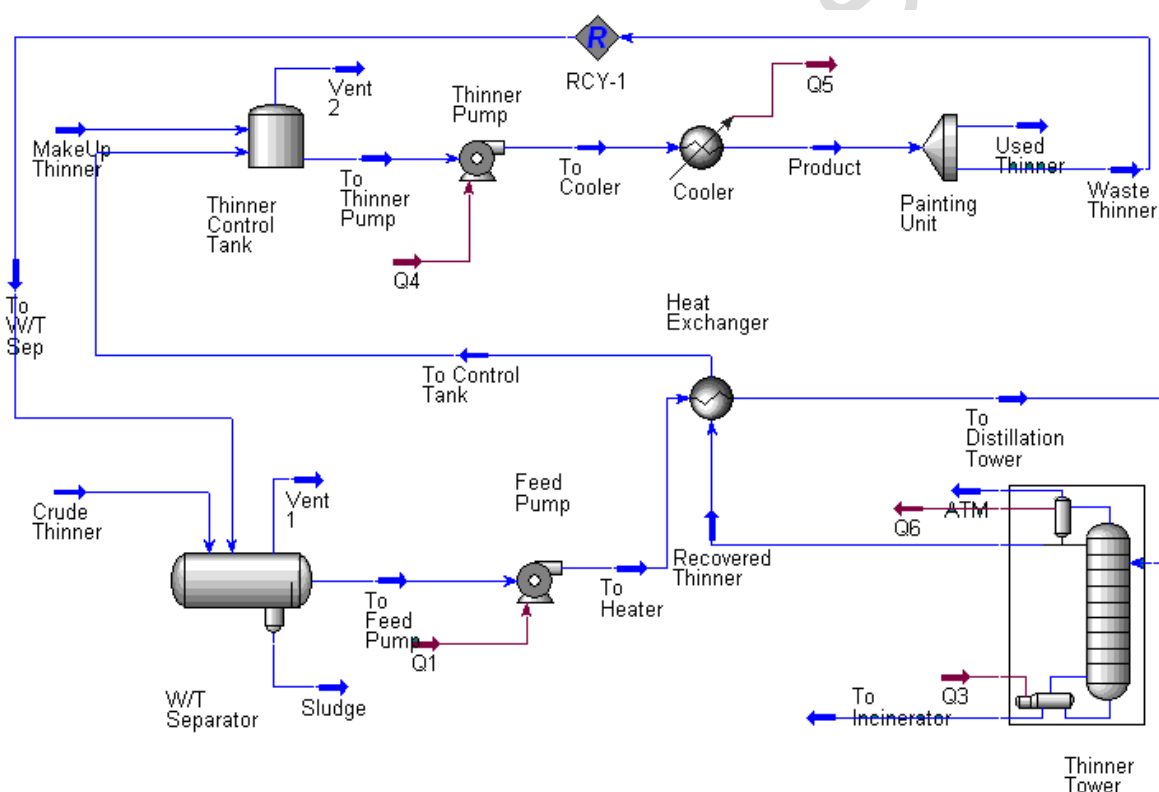 R
RCY-1
Vent
2
Q5
Thinner
Pump
MakeUp
Thinner
To
Cooler
Product
Used
Thinner
Cooler
To
Thinner
Pump
Waste
Thinner
Painting
Unit
Thinner
Control
Tank
Q4
To
W/T
Sep
Heat
Exchanger
To Control
Tank
To
Distillation
Tower
Feed
Pump
Crude
Thinner
Vent
1
ATM
Q6
Recovered
Thinner
To
Heater
To
Feed
Pump
Q1
W/T
Separator
Sludge
To
Incinerator
Q3
Thinner
Tower